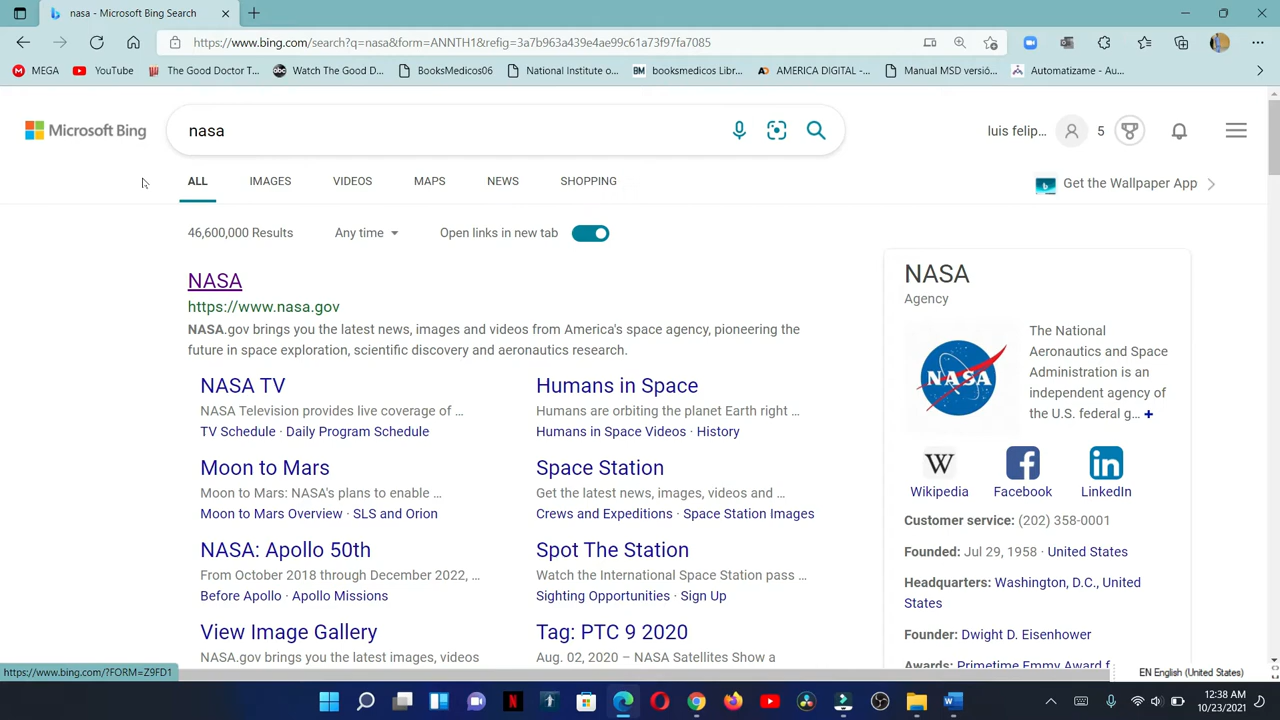 nasa - Microsoft Bing Search
https://www.bing.com/search?q=nasa&form=ANNTH1&refig=3a7b963a439e4ae99c61a73f97fa7085
MEGA YouTube The Good Doctor T... Watch The Good D... BooksMedicos06 National Institute o... BM booksmedicos Libr... AMERICA DIGITAL -... Manual MSD versió... Automatizame - Au...
Microsoft Bing nasa luis felip... 5
ALL IMAGES VIDEOS MAPS NEWS SHOPPING Get the Wallpaper App
46,600,000 Results Any time Open links in new tab
NASA
https://www.nasa.gov
NASA.gov brings you the latest news, images and videos from America's space agency, pioneering the
future in space exploration, scientific discovery and aeronautics research.
NASA TV
NASA Television provides live coverage of ...
TV Schedule · Daily Program Schedule
Humans in Space
Humans are orbiting the planet Earth right ...
Humans in Space Videos · History
Moon to Mars
Moon to Mars: NASA's plans to enable ...
Moon to Mars Overview · SLS and Orion
Space Station
Get the latest news, images, videos and ...
Crews and Expeditions · Space Station Images
NASA: Apollo 50th
From October 2018 through December 2022, ...
Before Apollo · Apollo Missions
Spot The Station
Watch the International Space Station pass ...
Sighting Opportunities · Sign Up
View Image Gallery
NASA.gov brings you the latest images, videos
Tag: PTC 9 2020
Aug. 02, 2020 – NASA Satellites Show a
NASA
Agency
NASA
The National
Aeronautics and Space
Administration is an
independent agency of
the U.S. federal g... +
W
Wikipedia Facebook LinkedIn
Customer service: (202) 358-0001
Founded: Jul 29, 1958 · United States
Headquarters: Washington, D.C., United
States
Founder: Dwight D. Eisenhower
Awards: Primetime Emmy Award f
https://www.bing.com/?FORM=Z9FD1
EN English (United States)
12:38 AM
10/23/2021